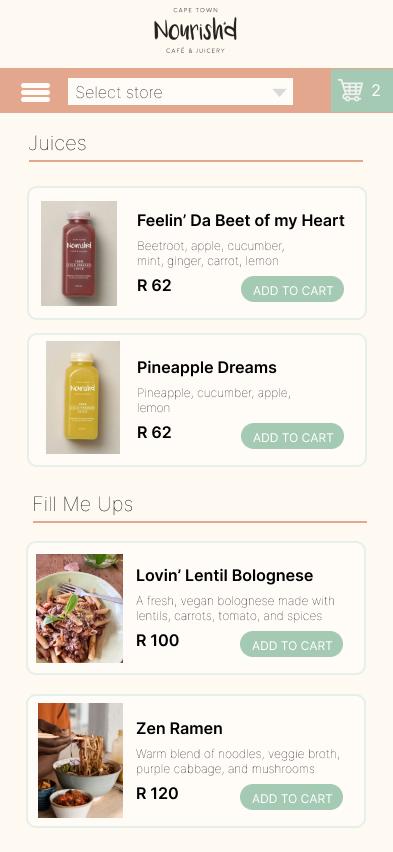 CAPE TOWN
Nourish'd
CAFÉ & JUICERY
Select store
2
Juices
Nourish'd
Feelin' Da Beet of my Heart
Beetroot, apple, cucumber,
mint, ginger, carrot, lemon
R 62
ADD TO CART
Nourish'd
Pineapple Dreams
Pineapple, cucumber, apple,
lemon
R 62
ADD TO CART
Fill Me Ups
Lovin' Lentil Bolognese
A fresh, vegan bolognese made with
lentils, carrots, tomato, and spices
R 100
ADD TO CART
Zen Ramen
Warm blend of noodles, veggie broth,
purple cabbage, and mushrooms
R 120
ADD TO CART